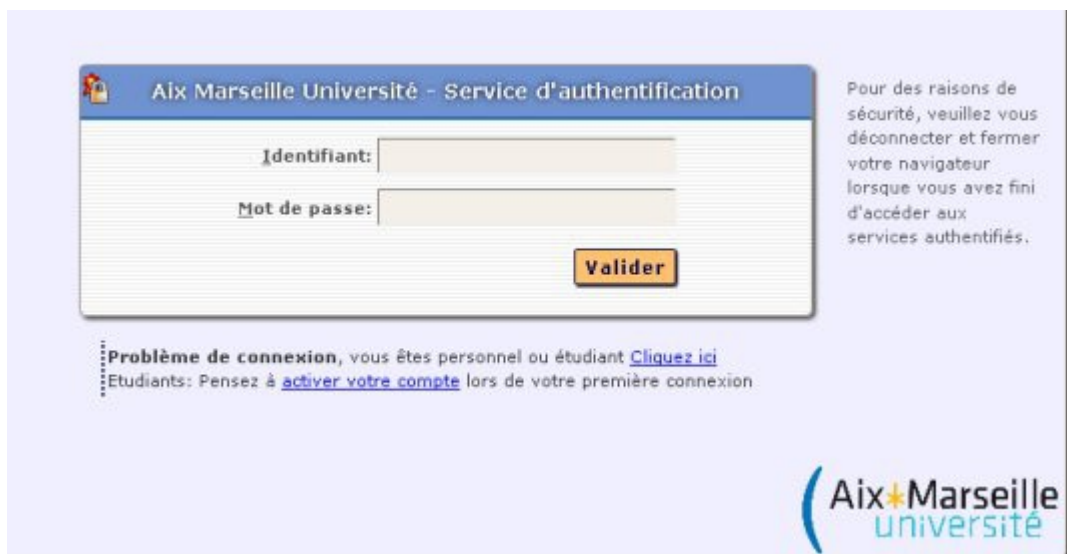 Aix Marseille Université - Service d'authentification
Identifiant:
Mot de passe:
Valider
Pour des raisons de
sécurité, veuillez vous
déconnecter et fermer
votre navigateur
lorsque vous avez fini
d'accéder aux
services authentifiés.
Problème de connexion, vous êtes personnel ou étudiant Cliquez ici
Etudiants: Pensez à activer votre compte lors de votre première connexion
Aix*Marseille
université